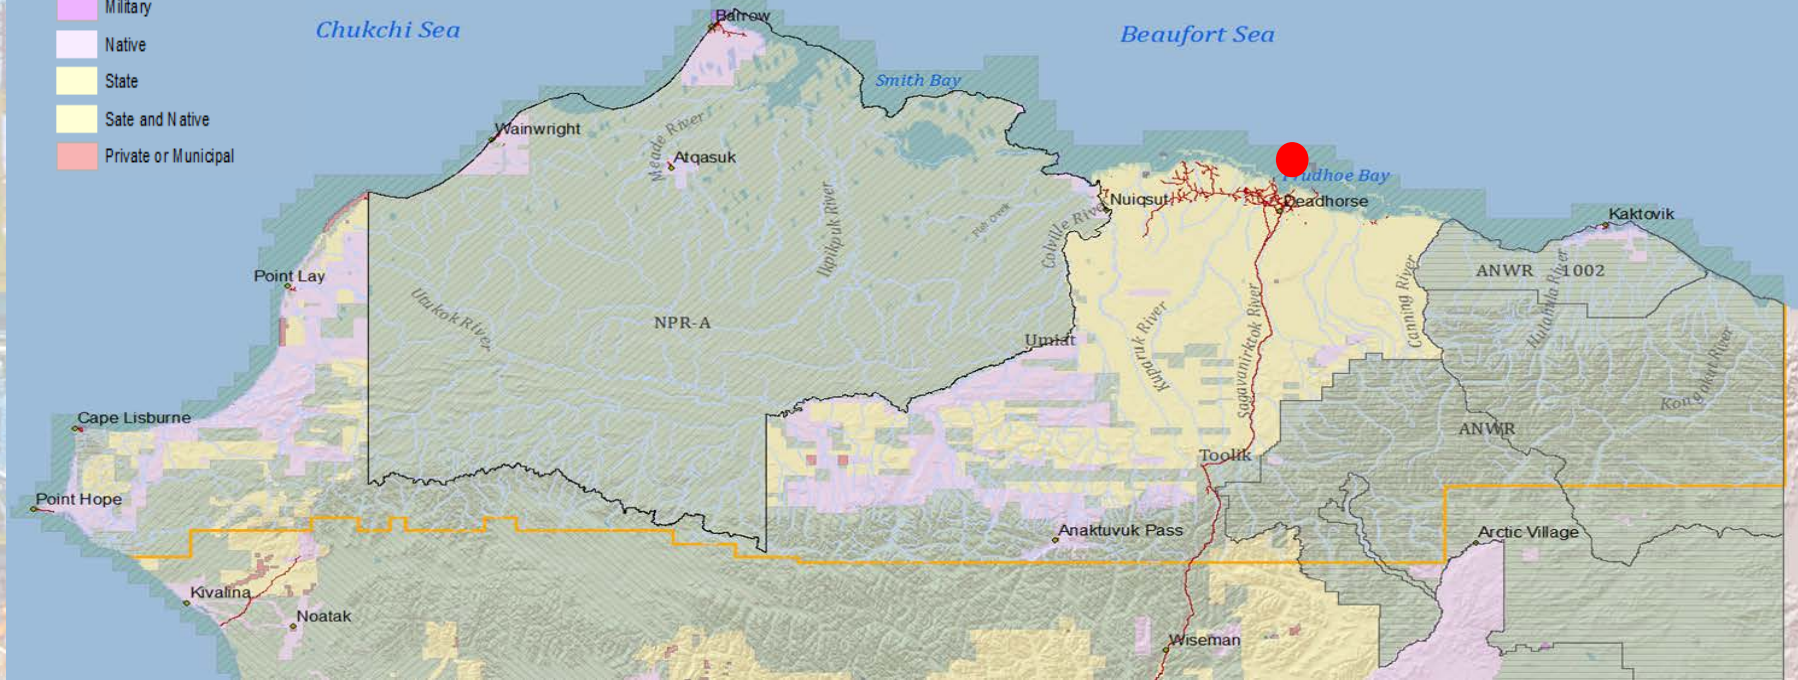 Military
Native
State
Sate and Native
Private or Municipal
Chukchi Sea
Barrow
Beaufort Sea
Smith Bay
Wainwright
Meade River
Atqasuk
Prudhoe Bay
Nuiqsut
Deadhorse
Kaktovik
Ikpikpuk River
Fish Creek
Colville River
Point Lay
ANWR 1002
Utukok River
NPR-A
Umiat
Kuparuk River
Sagavanirktok River
Canning River
Hulahula River
Kongakut River
Cape Lisburne
ANWR
Toolik
Point Hope
Anaktuvuk Pass
Arctic Village
Kivalina
Noatak
Wiseman